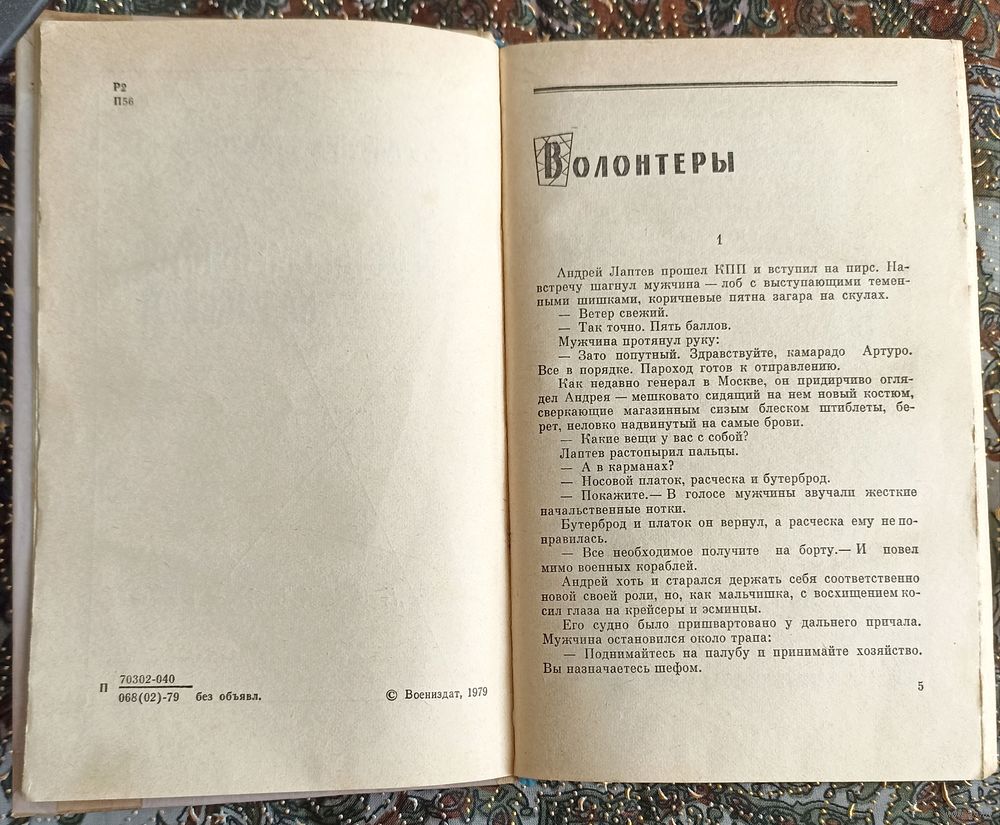 Р2
П56
П 70302-040
068(02)-79 без объявл.
© Воениздат, 1979
Волонтеры
1
Андрей Лаптев прошел КПП и вступил на пирс. На-
встречу шагнул мужчина — лоб с выступающими темен-
ными шишками, коричневые пятна загара на скулах.
— Ветер свежий.
— Так точно. Пять баллов.
Мужчина протянул руку:
— Зато попутный. Здравствуйте, камарадо Артуро.
Все в порядке. Пароход готов к отправлению.
Как недавно генерал в Москве, он придирчиво огля-
дел Андрея — мешковато сидящий на нем новый костюм,
сверкающие магазинным сизым блеском штиблеты, бе-
рет, неловко надвинутый на самые брови.
— Какие вещи у вас с собой?
Лаптев растопырил пальцы.
— А в карманах?
— Носовой платок, расческа и бутерброд.
— Покажите.— В голосе мужчины звучали жесткие
начальственные нотки.
Бутерброд и платок он вернул, а расческа ему не по-
нравилась.
— Все необходимое получите на борту.— И повел
мимо военных кораблей.
Андрей хоть и старался держать себя соответственно
новой своей роли, но, как мальчишка, с восхищением ко-
сил глаза на крейсеры и эсминцы.
Его судно было пришвартовано у дальнего причала.
Мужчина остановился около трапа:
— Поднимайтесь на палубу и принимайте хозяйство.
Вы назначаетесь шефом.
5